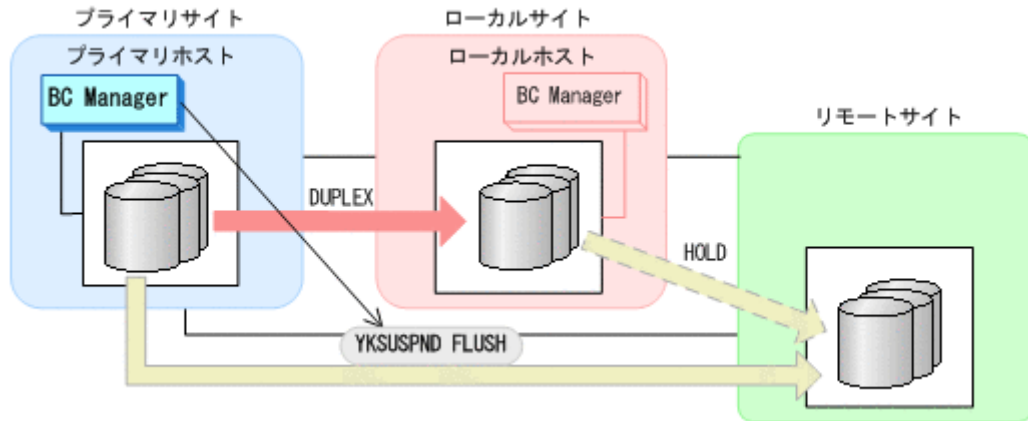 プライマリサイト
ローカルサイト
プライマリホスト
ローカルホスト
BC Manager
BC Manager
リモートサイト
DUPLEX
HOLD
YKSUSPND FLUSH